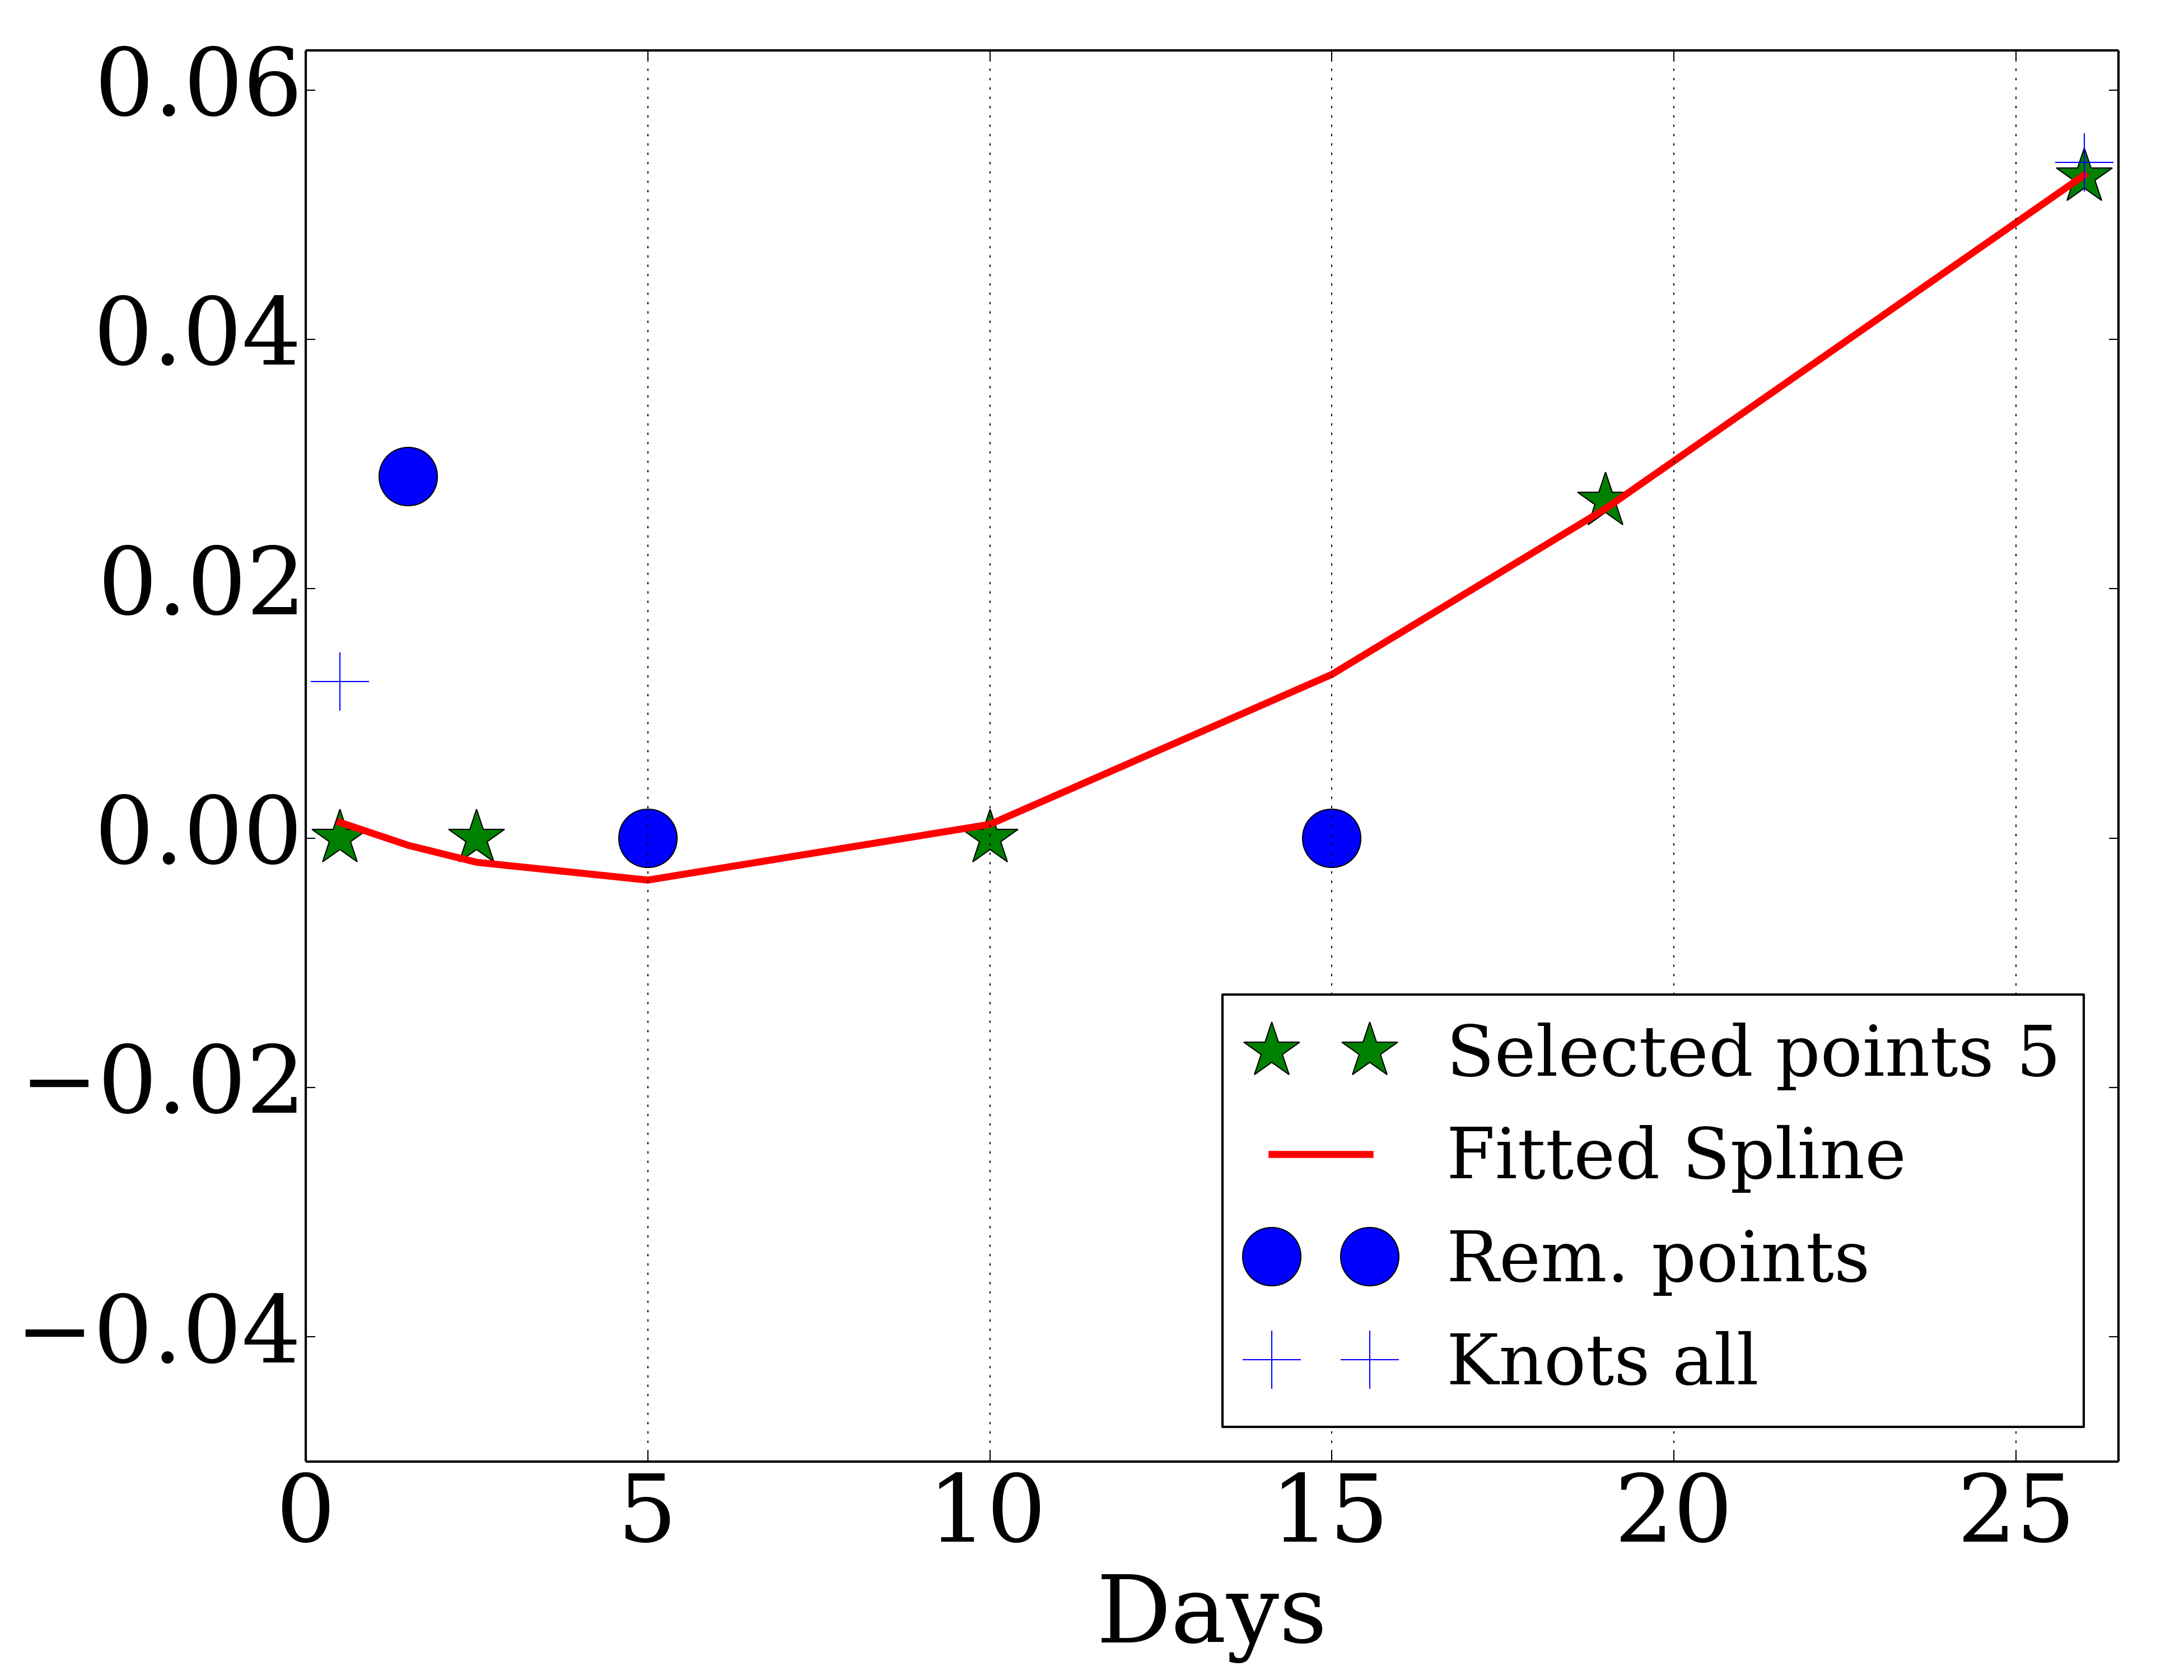 0.06
0.04
0.02
0.00
−0.02
−0.04
0 5 10 15 20 25
Days
Selected points 5
Fitted Spline
Rem. points
Knots all